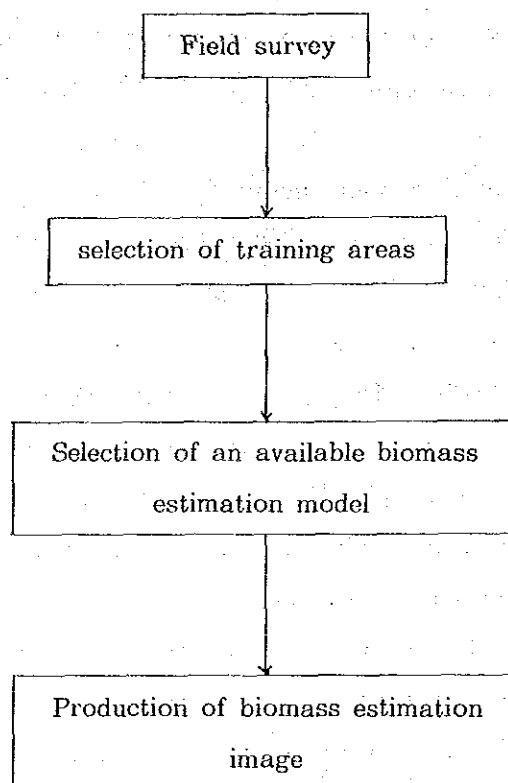 Field survey
selection of training areas
Selection of an available biomass
estimation model
Production of biomass estimation
image